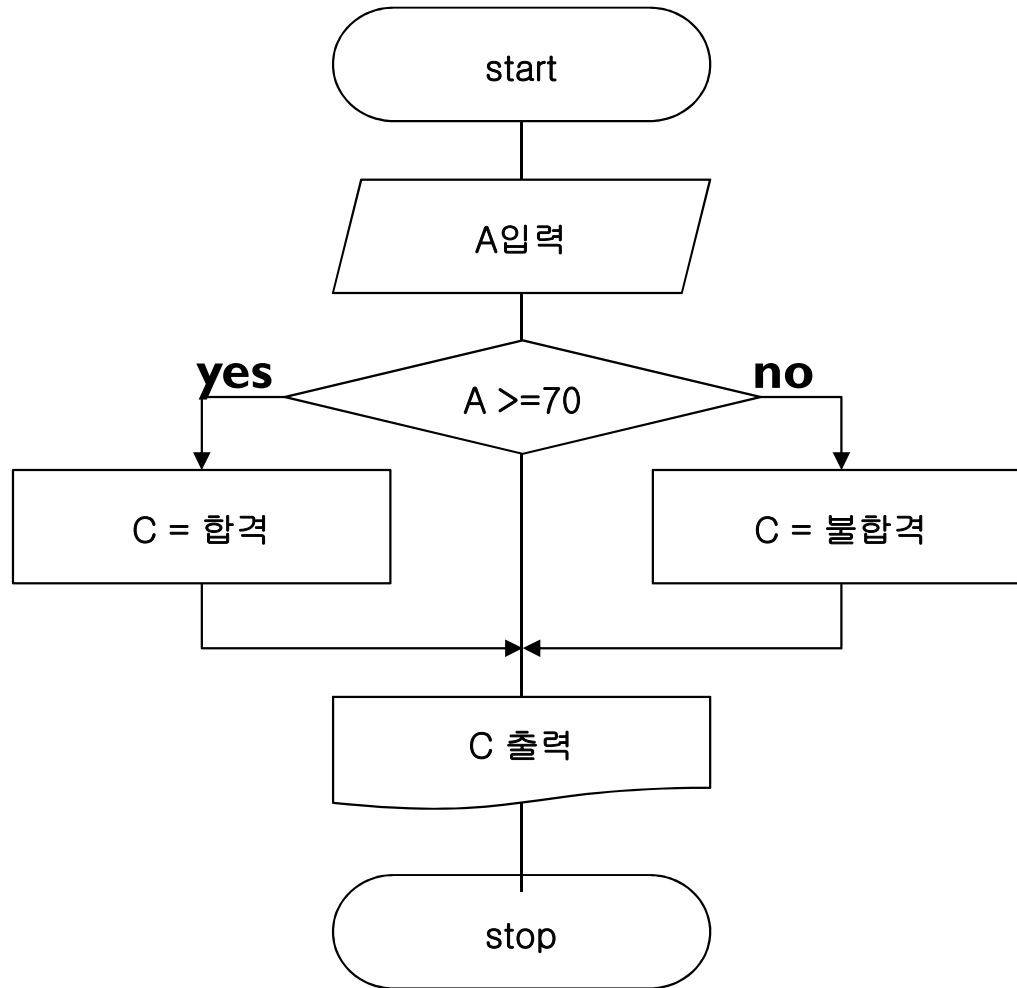 start
A입력
yes
no
A >=70
C = 합격
C = 불합격
C 출력
stop